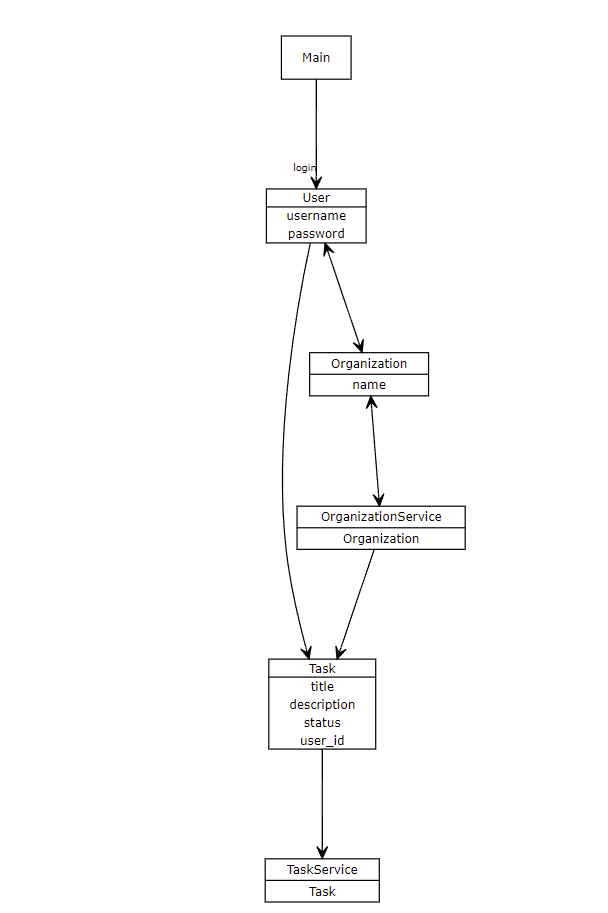 Main
login
User
username
password
Organization
name
OrganizationService
Organization
Task
title
description
status
user_id
TaskService
Task